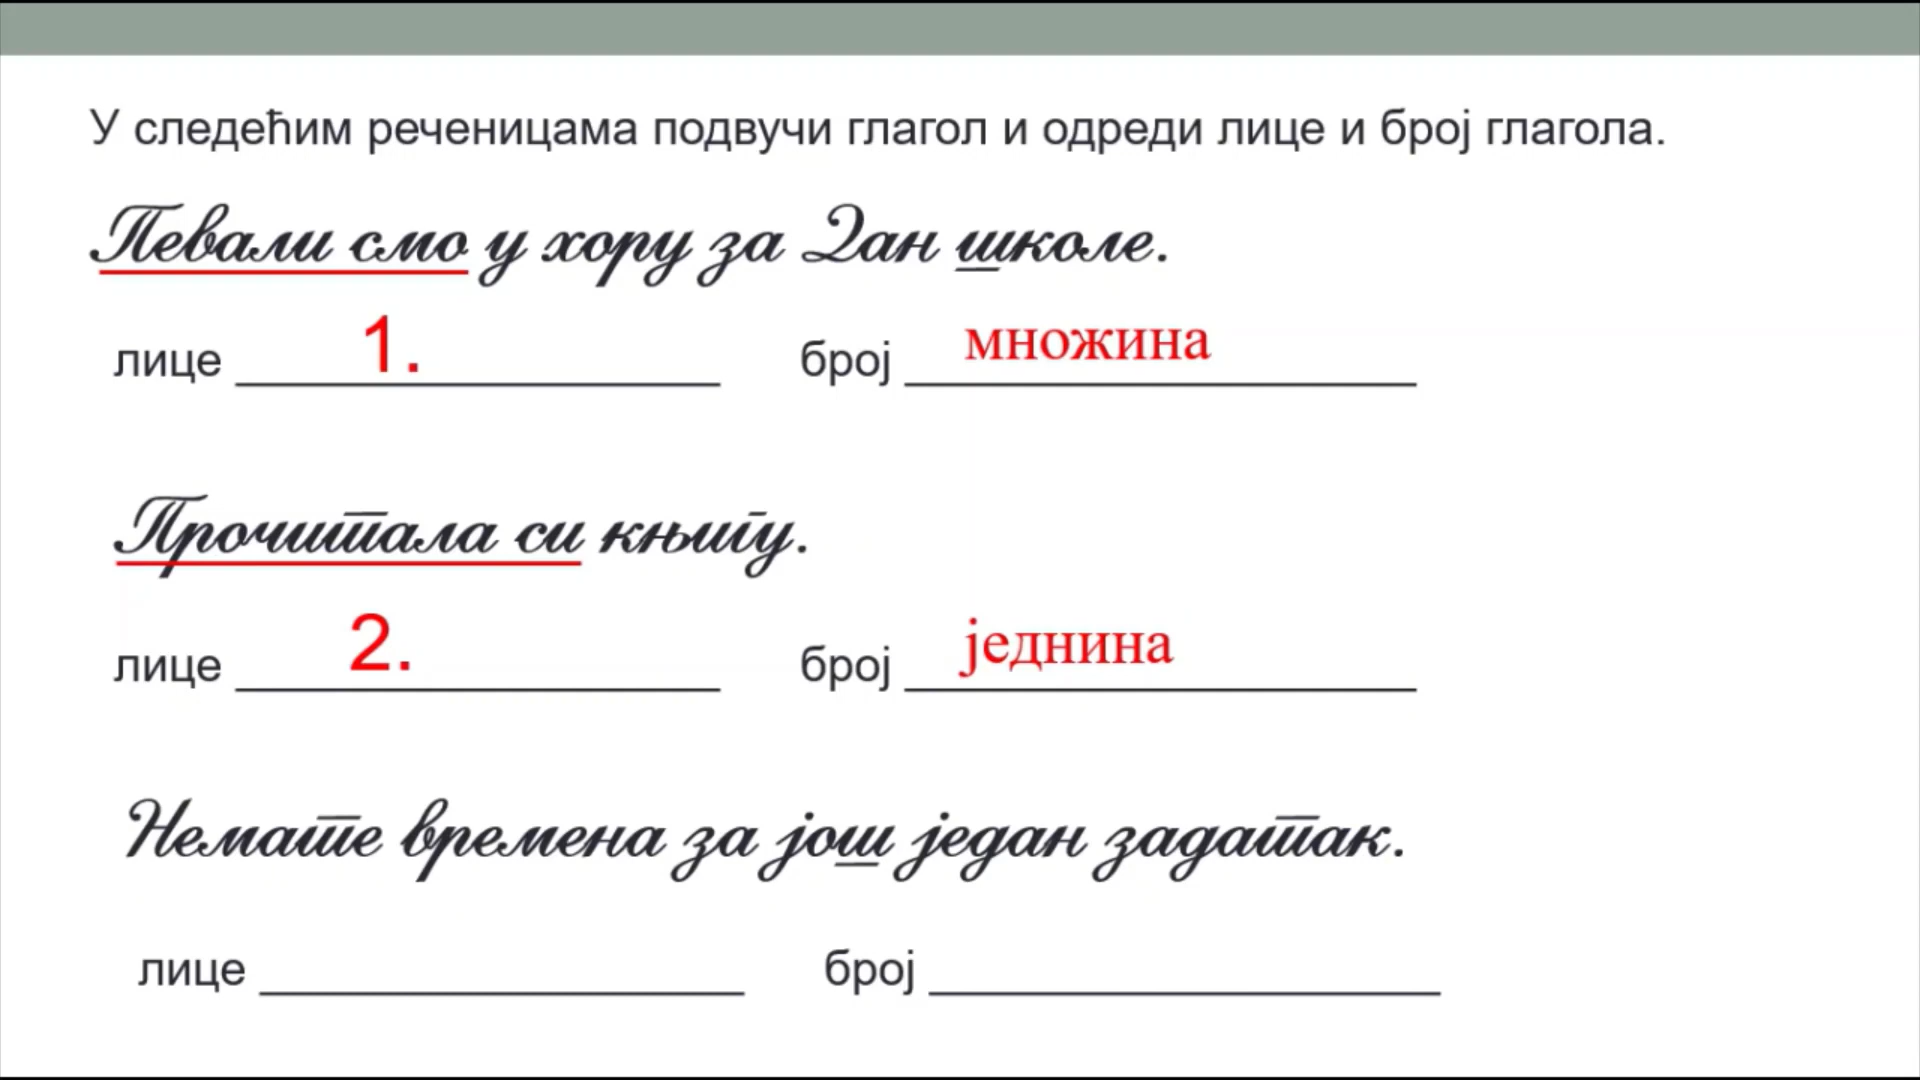 У следећим реченицама подвучи глагол и одреди лице и број глагола.
Певали смо у хору за Дан школе.
лице 1. број множина
Прочитала си књигу.
лице 2. број једнина
Немате времена за још један задатак.
лице број